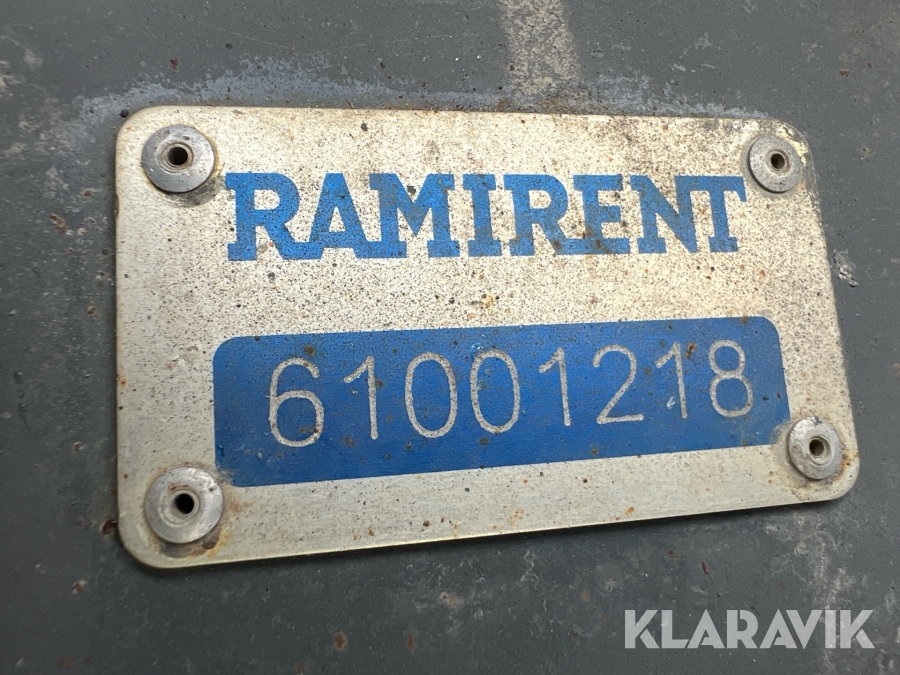 RAMIRENT
61001218
KLARAVIK